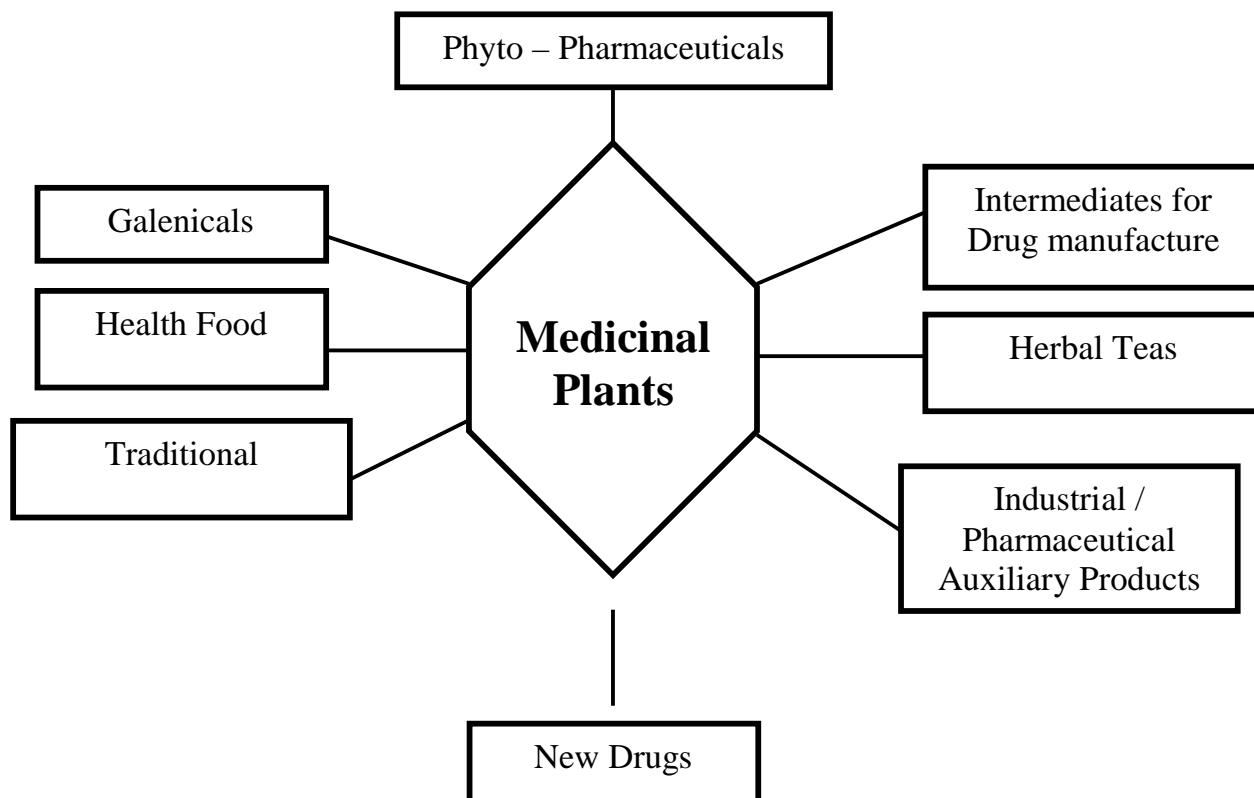 Phyto – Pharmaceuticals
Galenicals
Intermediates for
Drug manufacture
Health Food
Medicinal
Plants
Herbal Teas
Traditional
Industrial /
Pharmaceutical
Auxiliary Products
New Drugs